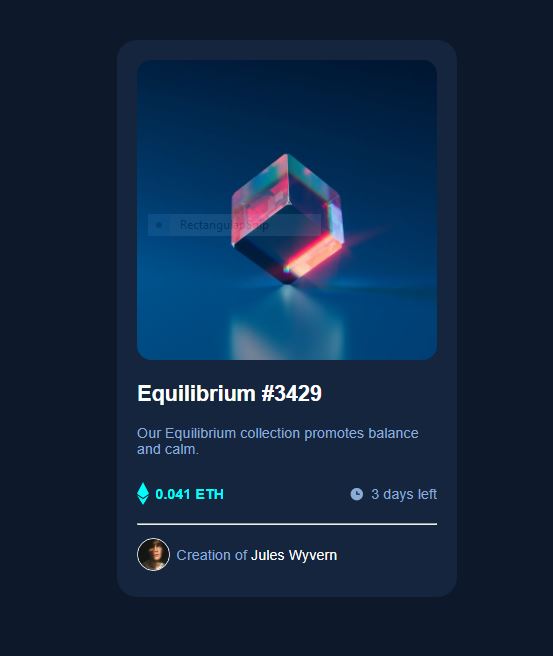 Rectangular Snip
Equilibrium #3429
Our Equilibrium collection promotes balance
and calm.
0.041 ETH
3 days left
Creation of Jules Wyvern